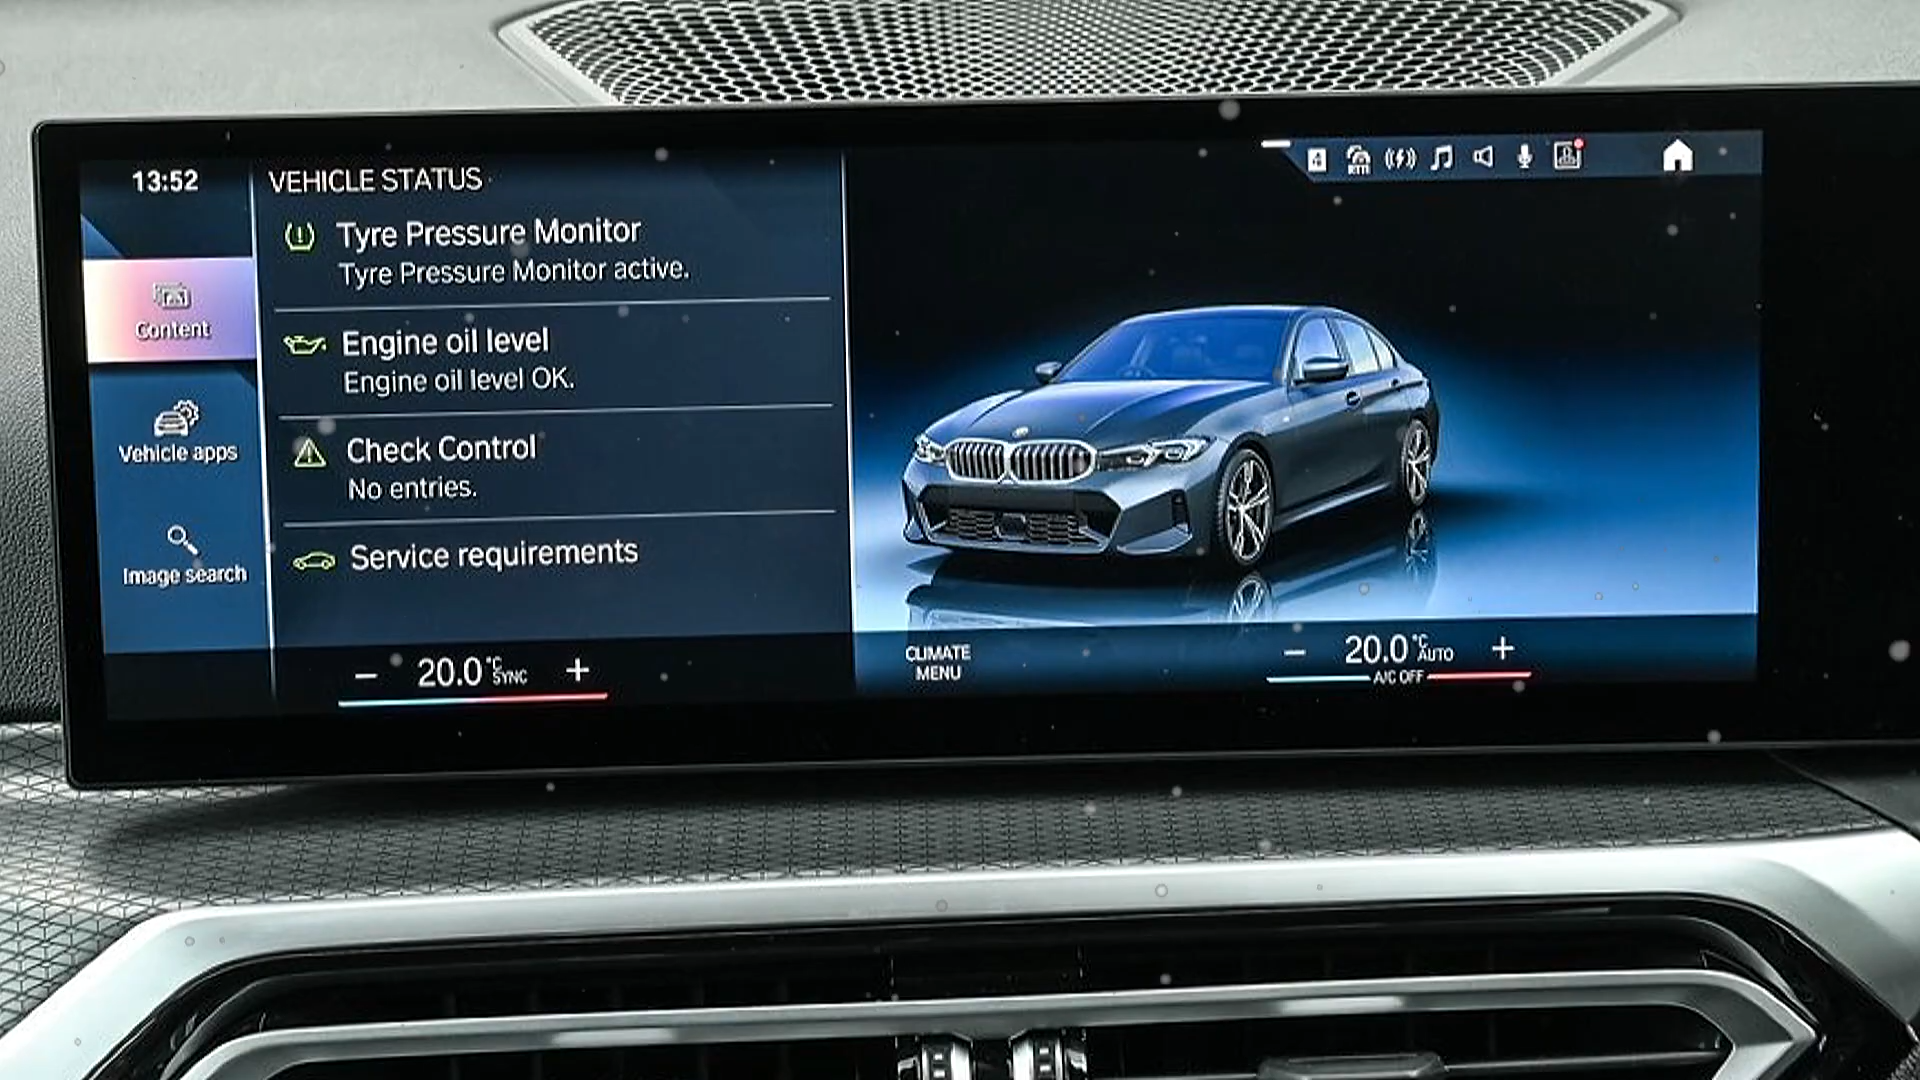 13:52
VEHICLE STATUS
Tyre Pressure Monitor
Tyre Pressure Monitor active.
Content
Engine oil level
Engine oil level OK.
Vehicle apps
Check Control
No entries.
Image search
Service requirements
− 20.0 °C SYNC +
CLIMATE
MENU
− 20.0 °C AUTO +
A/C OFF